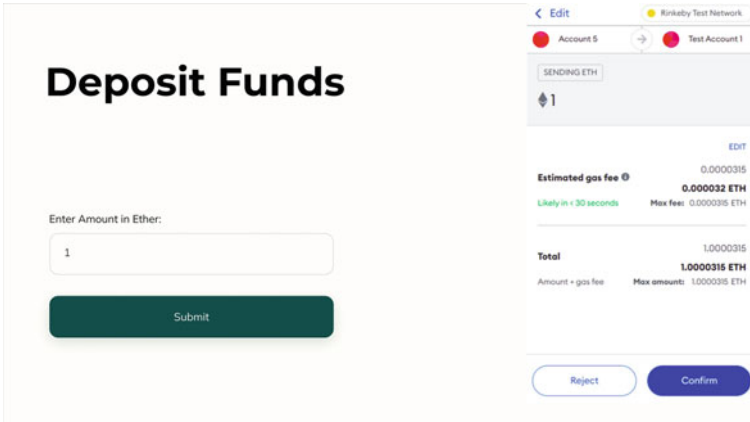 Deposit Funds
Enter Amount in Ether:
1
Submit
Edit
Rinkeby Test Network
Account 5
Test Account 1
SENDING ETH
1
EDIT
Estimated gas fee
0.0000315
0.000032 ETH
Likely in < 30 seconds
Max fee: 0.0000315 ETH
Total
1.0000315
1.0000315 ETH
Amount + gas fee
Max amount: 1.0000315 ETH
Reject
Confirm